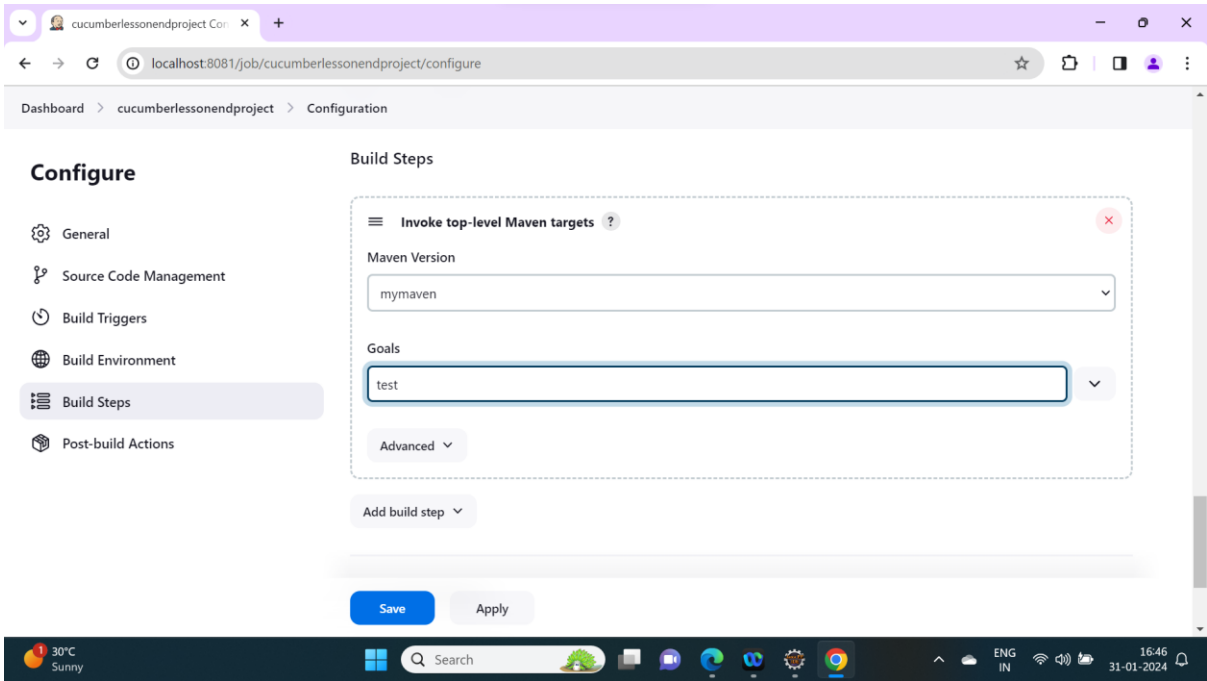 cucumberlessonendproject Con
localhost:8081/job/cucumberlessonendproject/configure
Dashboard > cucumberlessonendproject > Configuration
Configure
General
Source Code Management
Build Triggers
Build Environment
Build Steps
Post-build Actions
Build Steps
Invoke top-level Maven targets ?
Maven Version
mymaven
Goals
test
Advanced
Add build step
Save Apply
1 30°C
Sunny
Search
ENG
IN
16:46
31-01-2024